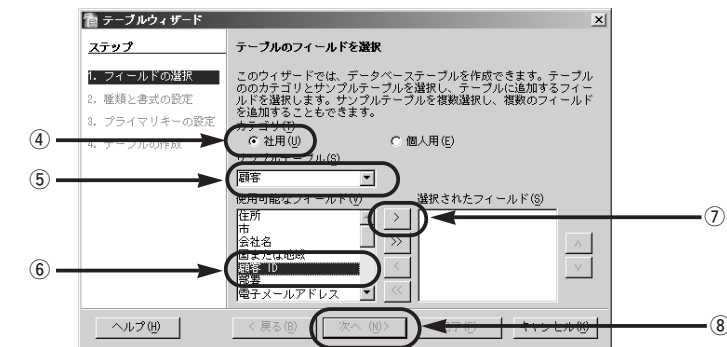 テーブルウィザード
ステップ
1. フィールドの選択
2. 種類と書式の設定
3. プライマリキーの設定
4. テーブルの作成
テーブルのフィールドを選択
このウィザードでは、データベーステーブルを作成できます。テーブル
ののカテゴリとサンプルテーブルを選択し、テーブルに追加するフィー
ルドを選択します。サンプルテーブルを複数選択し、複数のフィールド
を追加することもできます。
カテゴリ(T)
④
社用(U)
個人用(E)
サンプルテーブル(S)
⑤
顧客
使用可能なフィールド(V)
選択されたフィールド(S)
住所
市
会社名
国または地域
顧客 ID
部署
電子メールアドレス
⑥
>
>>
<
<<
⑦
∧
∨
ヘルプ(H)
< 戻る(B)
次へ (N)>
完了(F)
キャンセル(K)
⑧